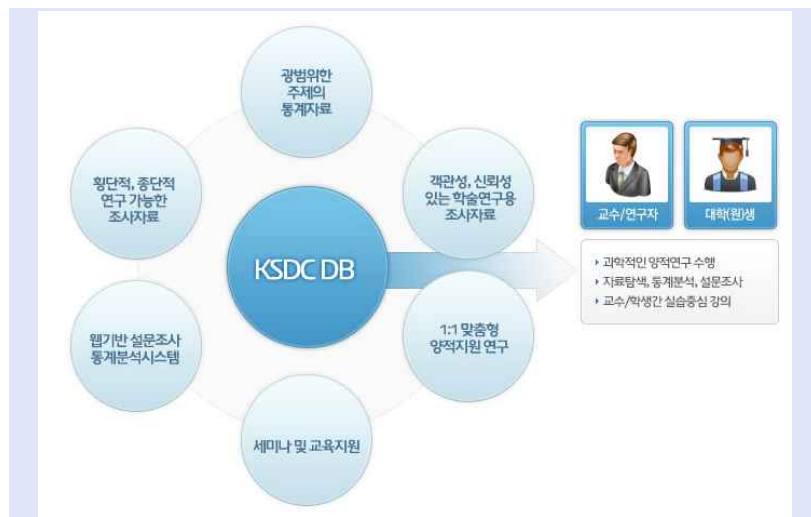 광범위한
주제의
통계자료
횡단적, 종단적
연구 가능한
조사자료
객관성, 신뢰성
있는 학술연구용
조사자료
KSDC DB
웹기반 설문조사
통계분석시스템
1:1 맞춤형
양적지원 연구
세미나 및 교육지원
교수/연구자
대학(원)생
▸ 과학적인 양적연구 수행
▸ 자료탐색, 통계분석, 설문조사
▸ 교수/학생간 실습중심 강의